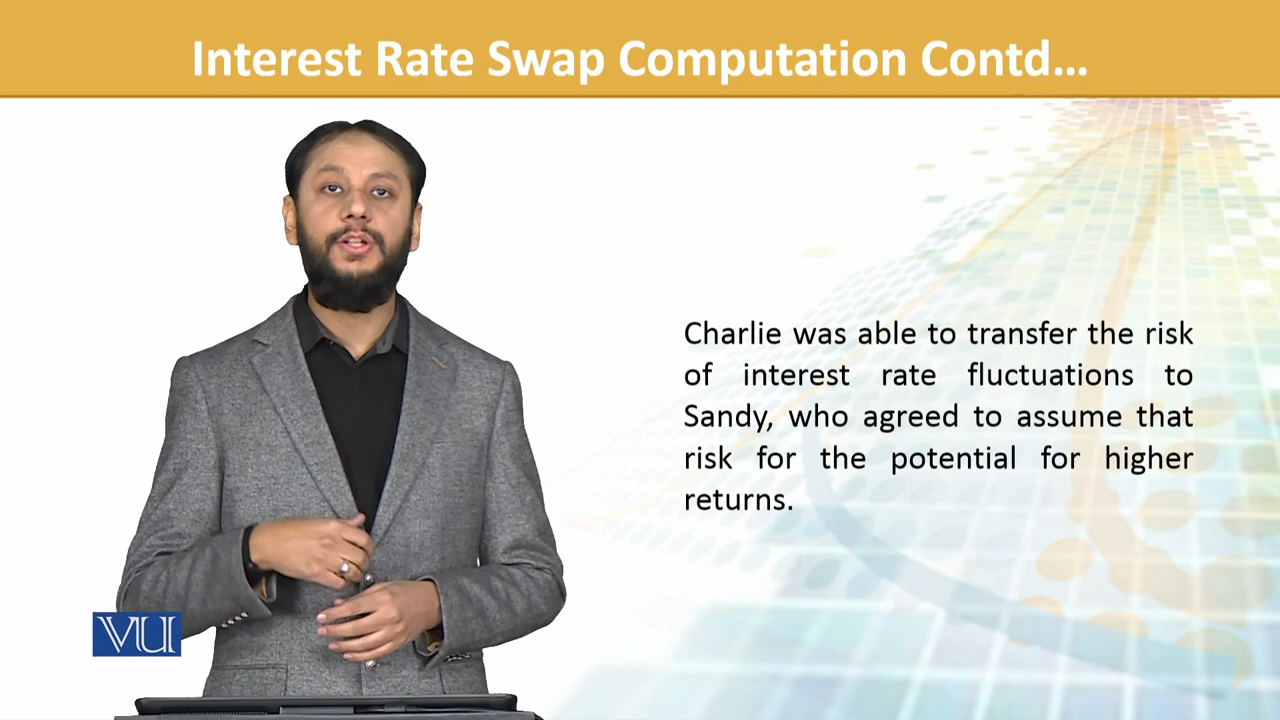 Interest Rate Swap Computation Contd...
Charlie was able to transfer the risk
of interest rate fluctuations to
Sandy, who agreed to assume that
risk for the potential for higher
returns.
VU